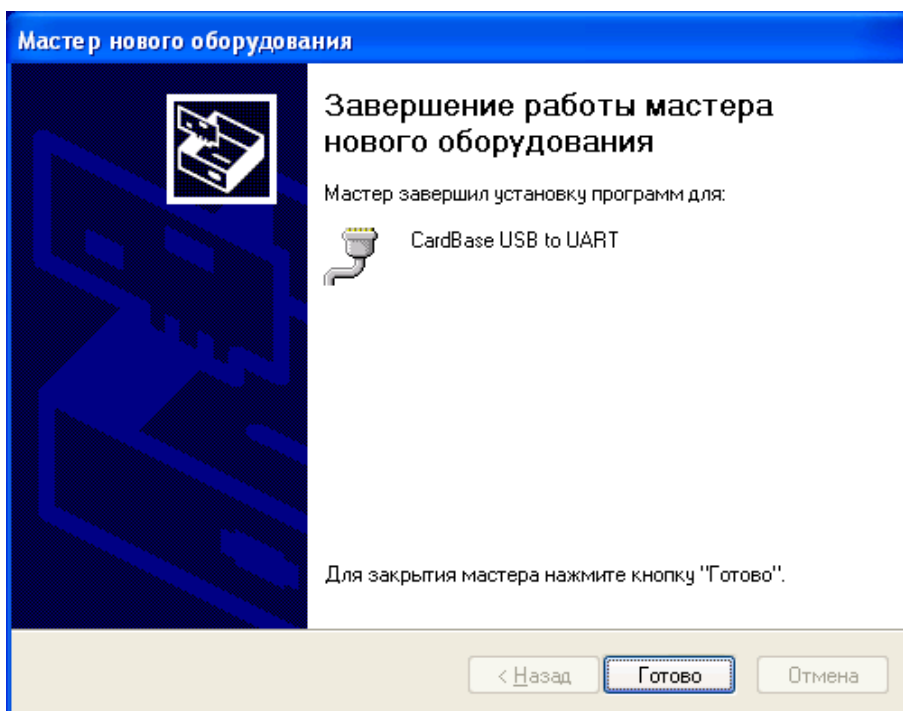 Мастер нового оборудования
Завершение работы мастера
нового оборудования
Мастер завершил установку программ для:
CardBase USB to UART
Для закрытия мастера нажмите кнопку "Готово".
< Назад
Готово
Отмена